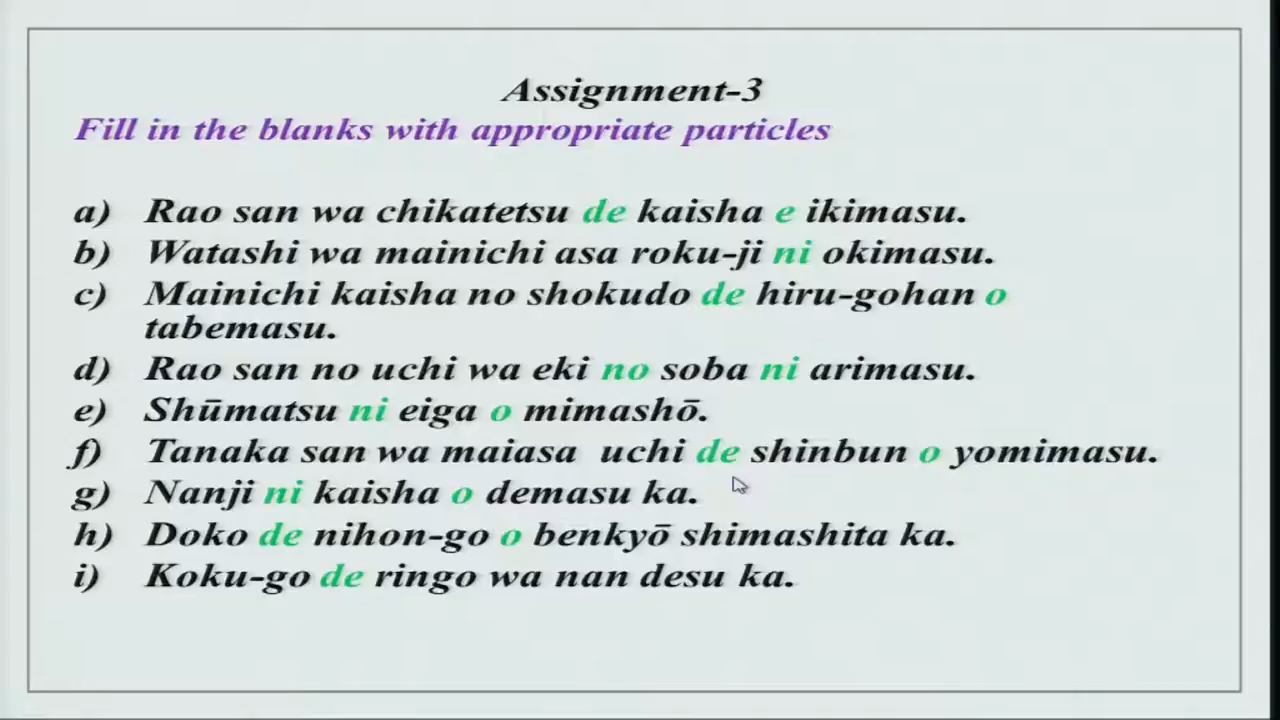 Assignment-3
Fill in the blanks with appropriate particles
a) Rao san wa chikatetsu de kaisha e ikimasu.
b) Watashi wa mainichi asa roku-ji ni okimasu.
c) Mainichi kaisha no shokudo de hiru-gohan o
tabemasu.
d) Rao san no uchi wa eki no soba ni arimasu.
e) Shūmatsu ni eiga o mimashō.
f) Tanaka san wa maiasa uchi de shinbun o yomimasu.
g) Nanji ni kaisha o demasu ka.
h) Doko de nihon-go o benkyō shimashita ka.
i) Koku-go de ringo wa nan desu ka.